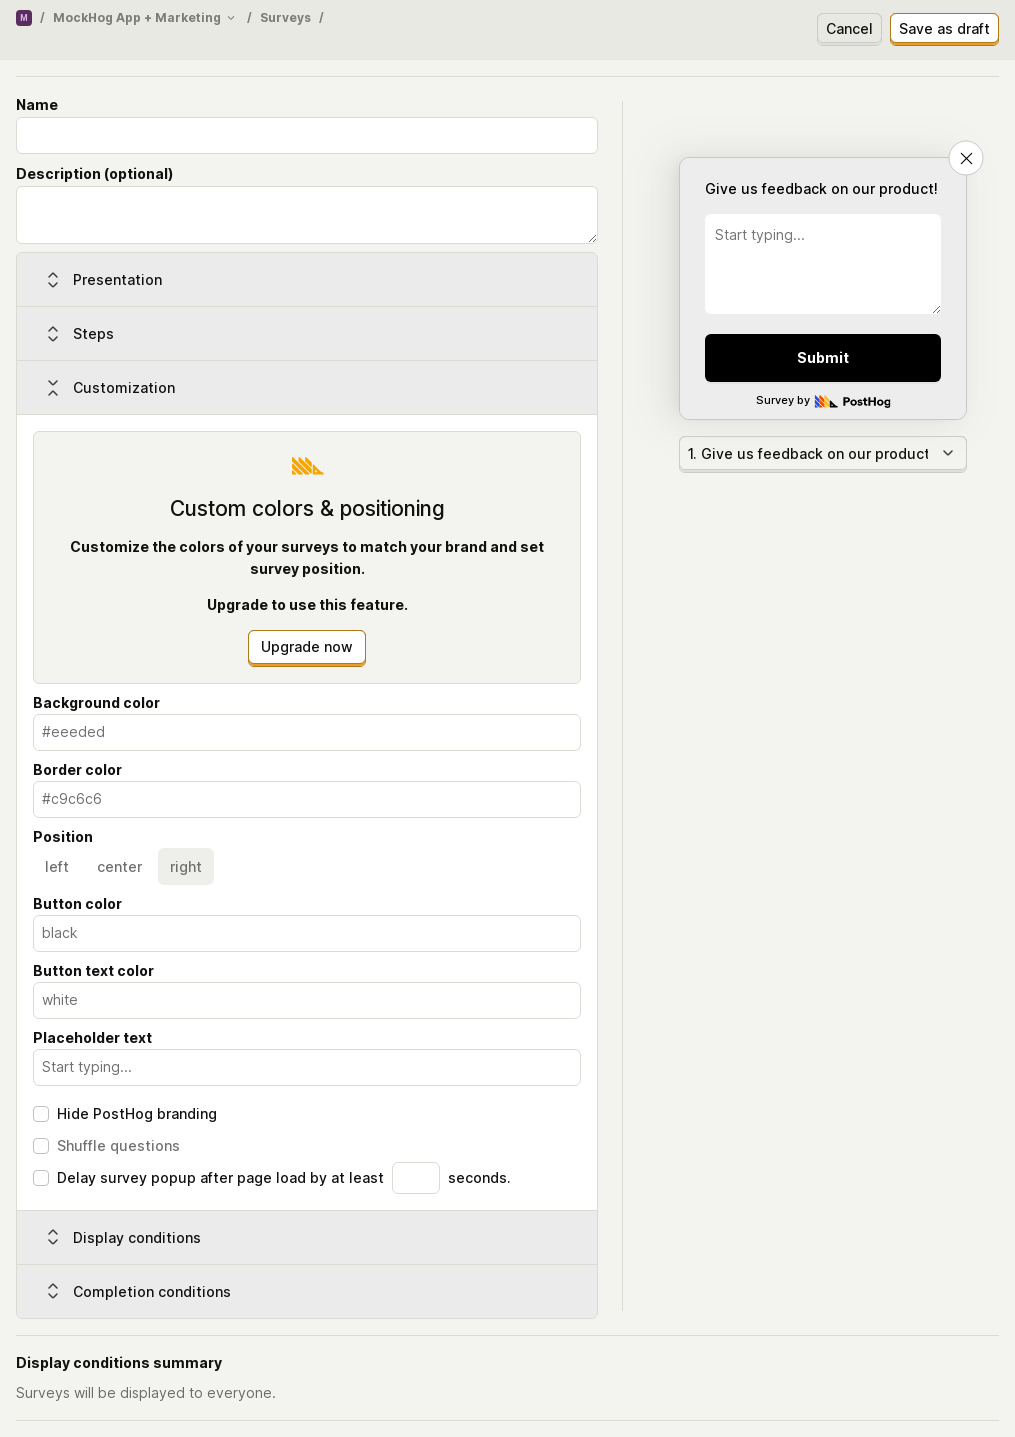 M / MockHog App + Marketing / Surveys /
Cancel
Save as draft
Name
Description (optional)
Presentation
Steps
Customization
Custom colors & positioning
Customize the colors of your surveys to match your brand and set
survey position.
Upgrade to use this feature.
Upgrade now
Background color
#eeeded
Border color
#c9c6c6
Position
left center right
Button color
black
Button text color
white
Placeholder text
Start typing...
Hide PostHog branding
Shuffle questions
Delay survey popup after page load by at least seconds.
Display conditions
Completion conditions
Give us feedback on our product!
Start typing...
Submit
Survey by PostHog
1. Give us feedback on our product
Display conditions summary
Surveys will be displayed to everyone.